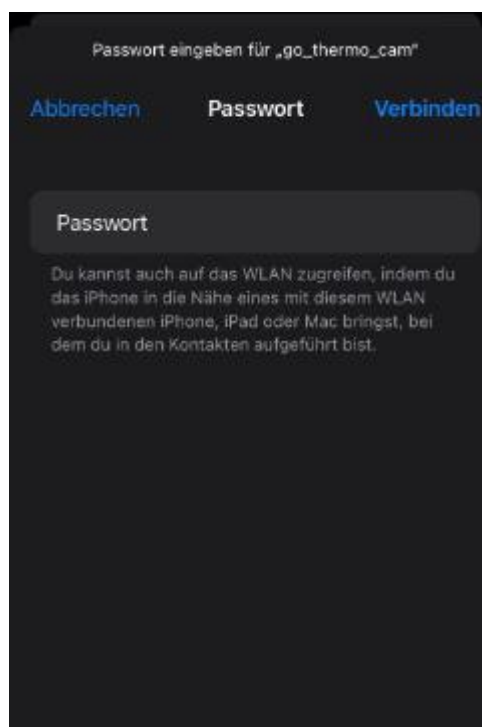 Passwort eingeben für „go_thermo_cam“
Abbrechen Passwort Verbinden
Passwort
Du kannst auch auf das WLAN zugreifen, indem du
das iPhone in die Nähe eines mit diesem WLAN
verbundenen iPhone, iPad oder Mac bringst, bei
dem du in den Kontakten aufgeführt bist.